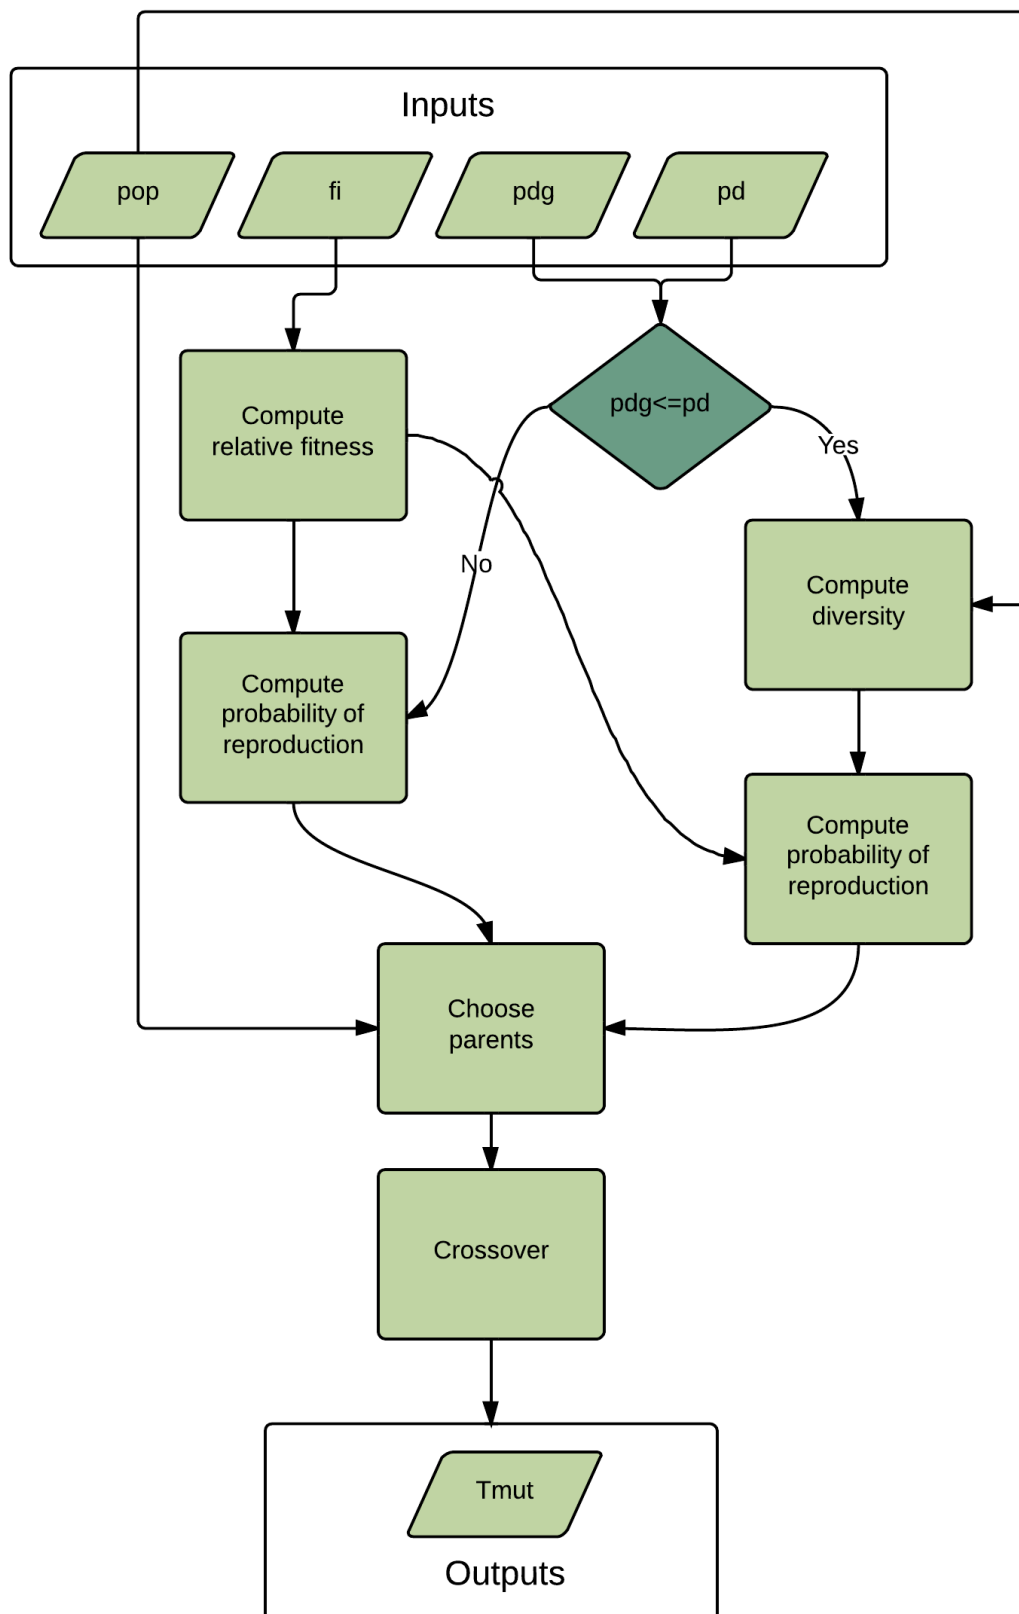 Inputs
pop
fi
pdg
pd
Compute
relative fitness
pdg<=pd
Yes
No
Compute
diversity
Compute
probability of
reproduction
Compute
probability of
reproduction
Choose
parents
Crossover
Tmut
Outputs